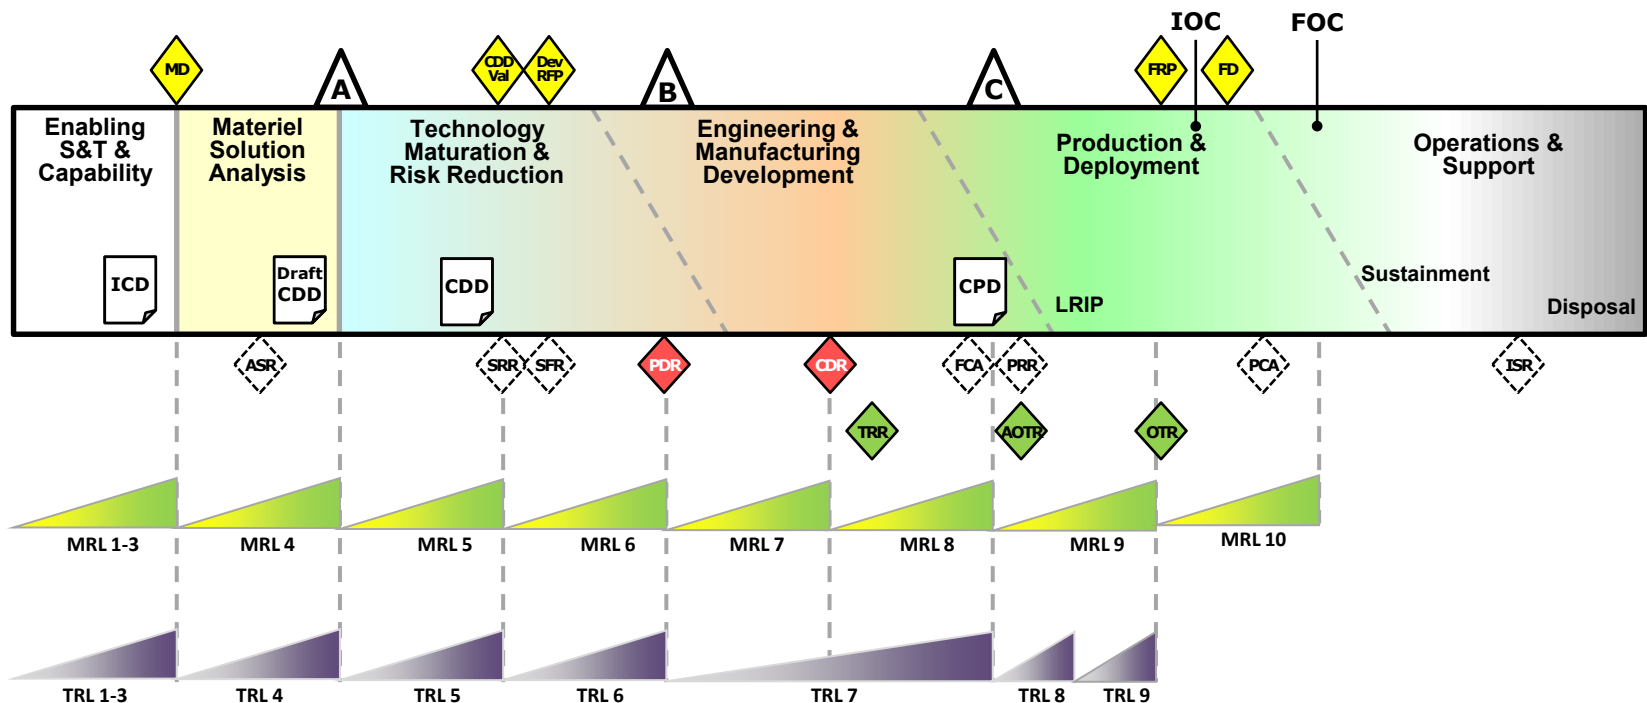 IOC
FOC
MD
A
CDD
Val
Dev
RFP
B
C
FRP
FD
Enabling
S&T &
Capability
Materiel
Solution
Analysis
Technology
Maturation &
Risk Reduction
Engineering &
Manufacturing
Development
Production &
Deployment
Operations &
Support
ICD
Draft
CDD
CDD
CPD
LRIP
Sustainment
Disposal
ASR
SRR
SFR
PDR
CDR
FCA
PRR
PCA
ISR
TRR
AOTR
OTR
MRL 1-3
MRL 4
MRL 5
MRL 6
MRL 7
MRL 8
MRL 9
MRL 10
TRL 1-3
TRL 4
TRL 5
TRL 6
TRL 7
TRL 8
TRL 9